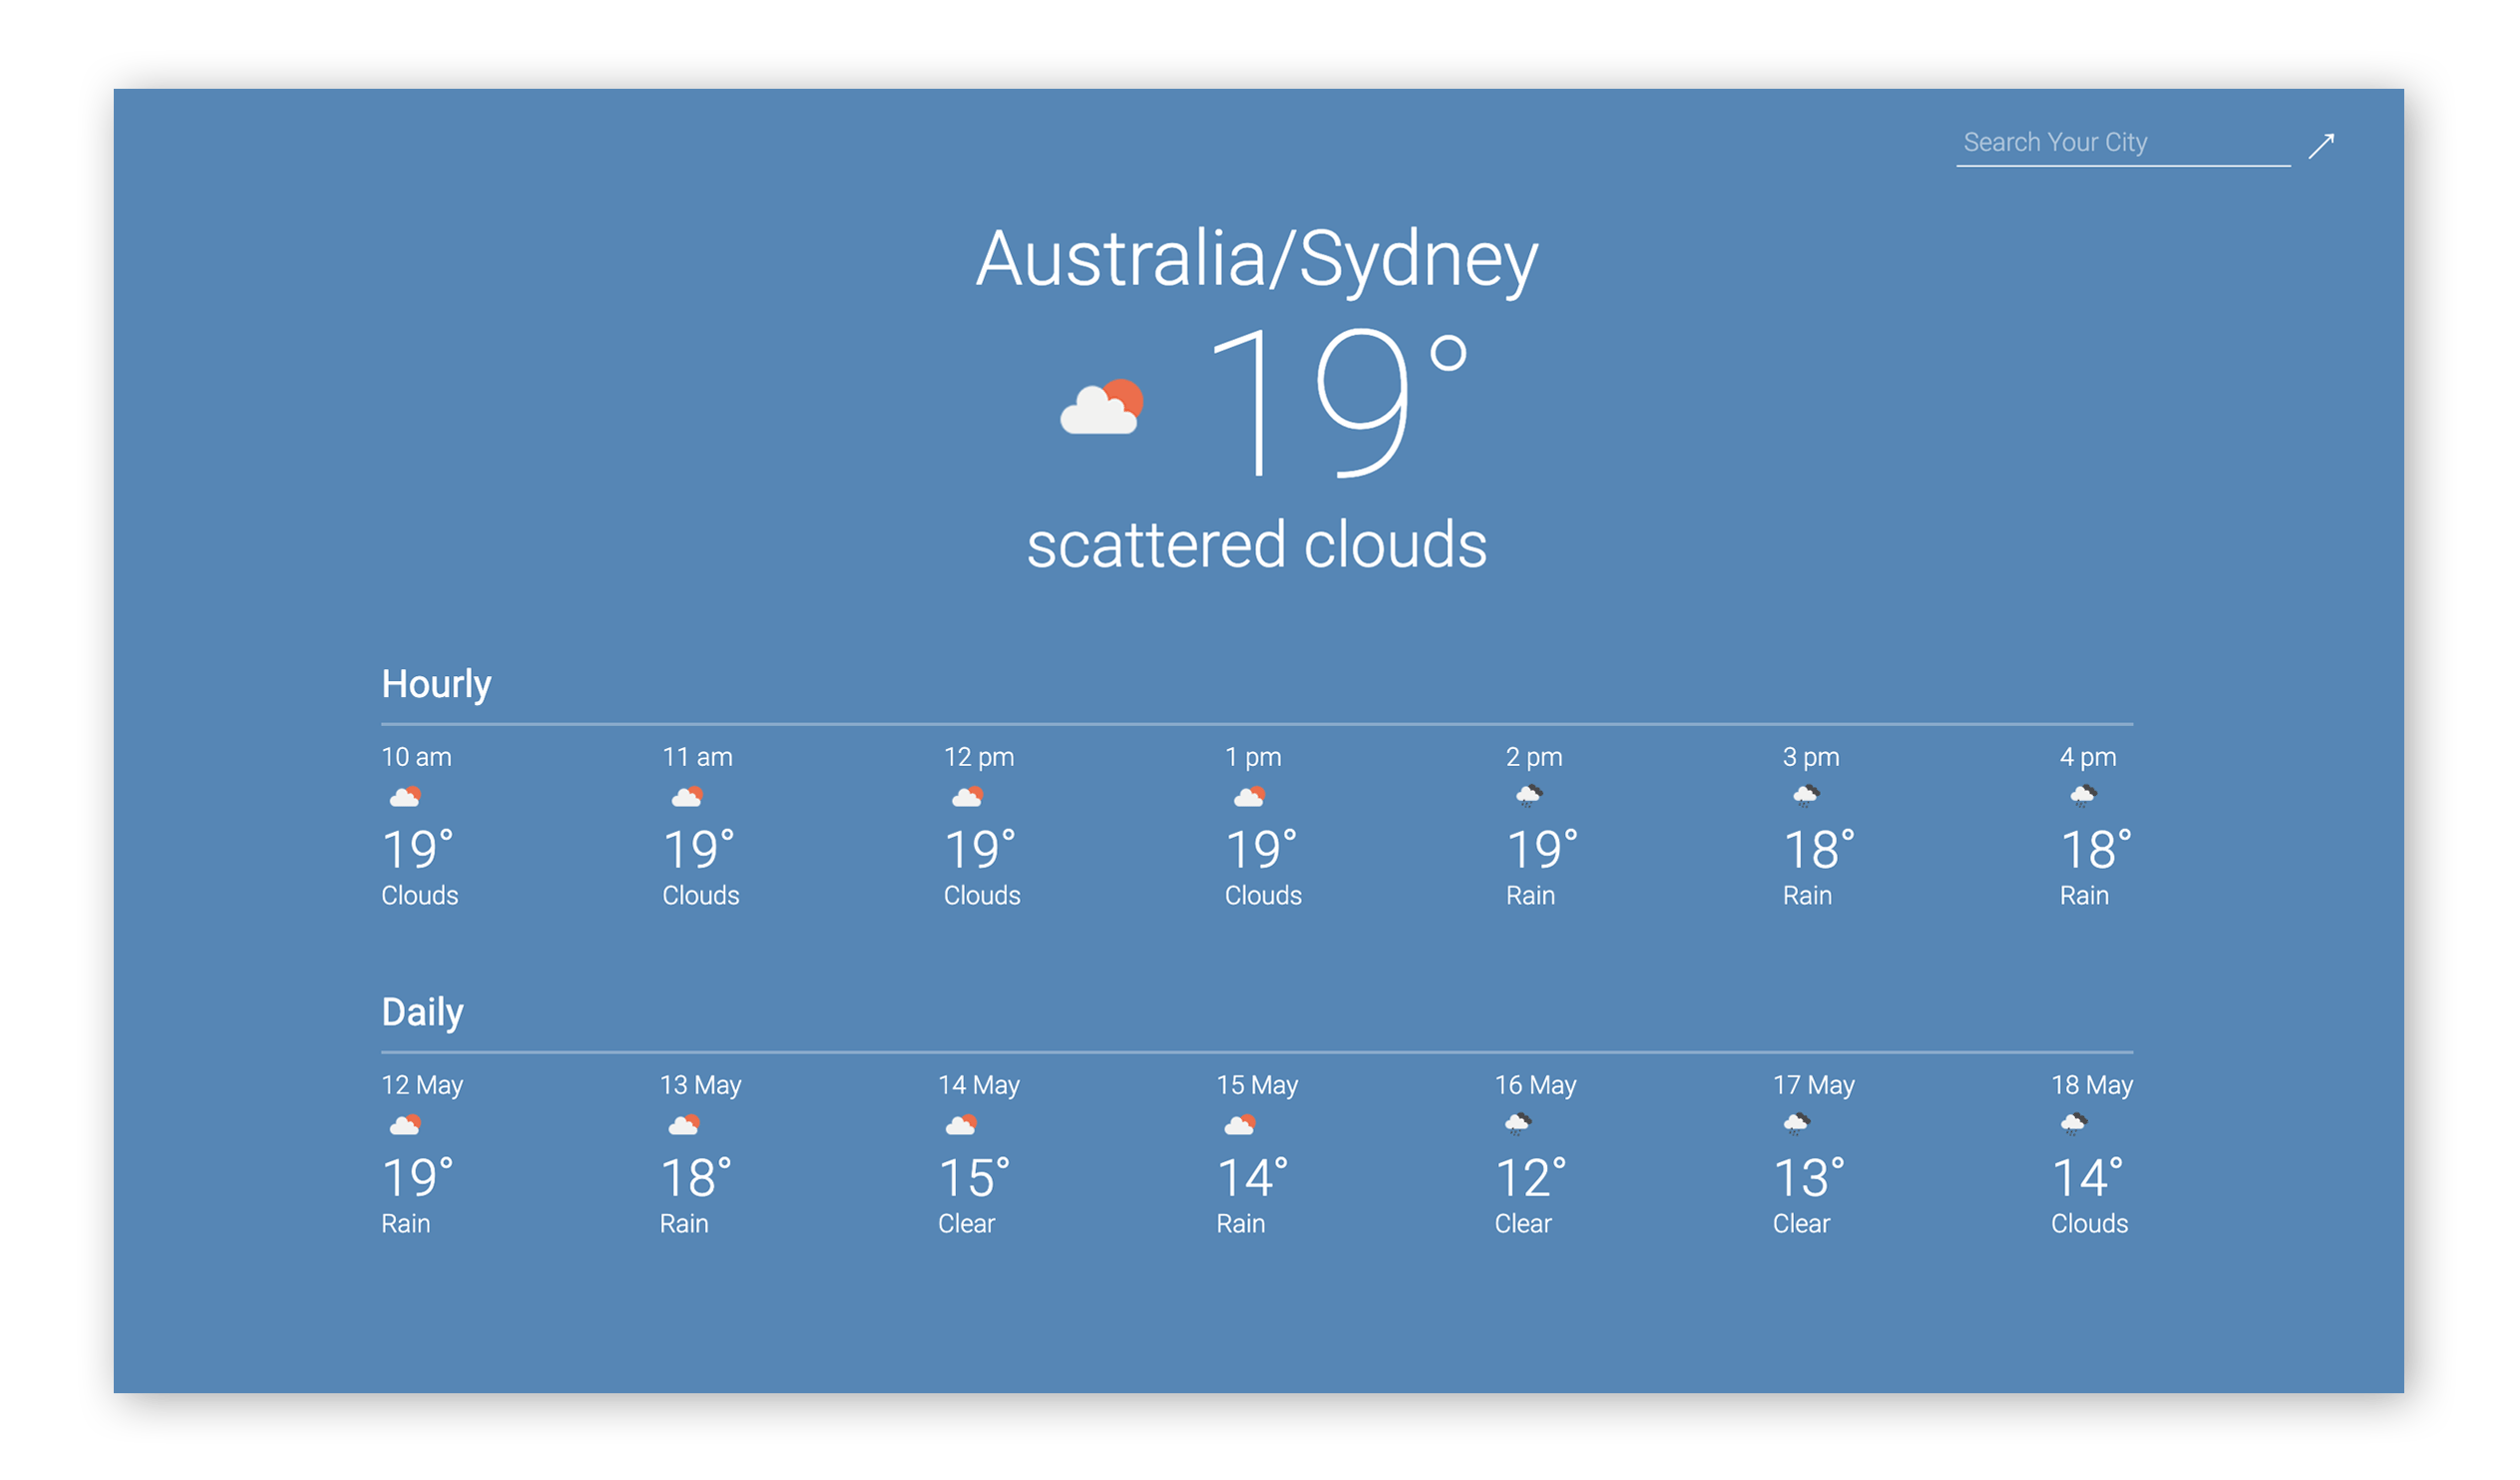 Search Your City
Australia/Sydney
19°
scattered clouds
Hourly
10 am 11 am 12 pm 1 pm 2 pm 3 pm 4 pm
19° 19° 19° 19° 19° 18° 18°
Clouds Clouds Clouds Clouds Rain Rain Rain
Daily
12 May 13 May 14 May 15 May 16 May 17 May 18 May
19° 18° 15° 14° 12° 13° 14°
Rain Rain Clear Rain Clear Clear Clouds